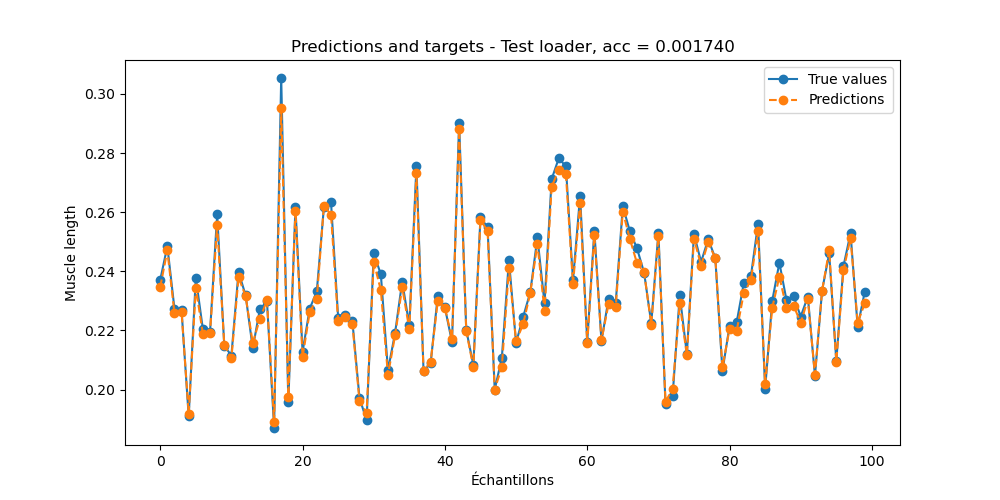 Predictions and targets - Test loader, acc = 0.001740
True values
Predictions
0.30
0.28
0.26
0.24
0.22
0.20
Muscle length
0 20 40 60 80 100
Échantillons